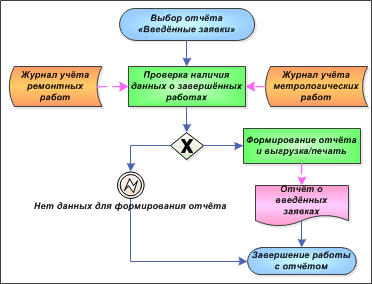 Выбор отчёта
«Введённые заявки»
Журнал учёта
ремонтных
работ
Проверка наличия
данных о завершённых
работах
Журнал учёта
метрологических
работ
X
Формирование отчёта
и выгрузка/печать
Нет данных для формирования отчёта
Отчёт о
введённых
заявках
Завершение работы
с отчётом